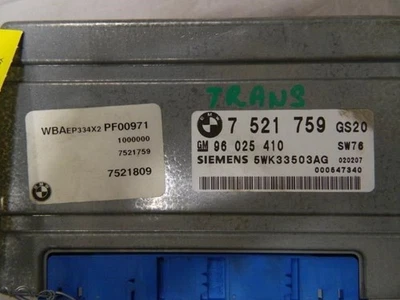 TRANS
WBAEP334X2 PF00971
1000000
7521759
7521809
7 521 759 GS20
GM 96 025 410 SW76
SIEMENS 5WK33503AG 020207
000547340